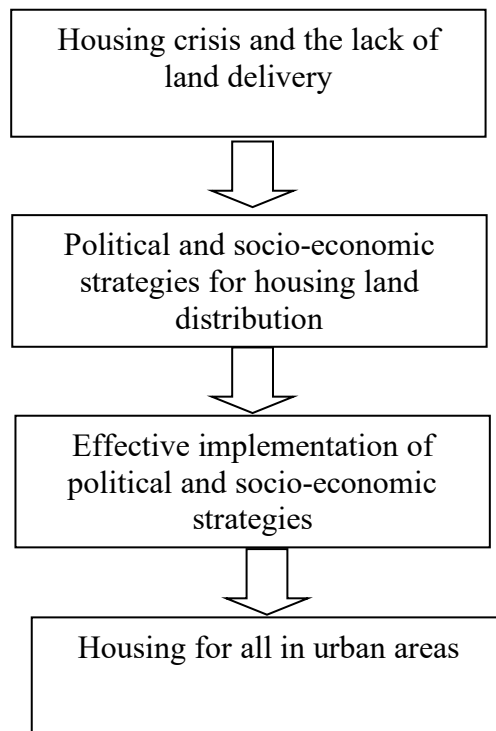 Housing crisis and the lack of
land delivery
Political and socio-economic
strategies for housing land
distribution
Effective implementation of
political and socio-economic
strategies
Housing for all in urban areas